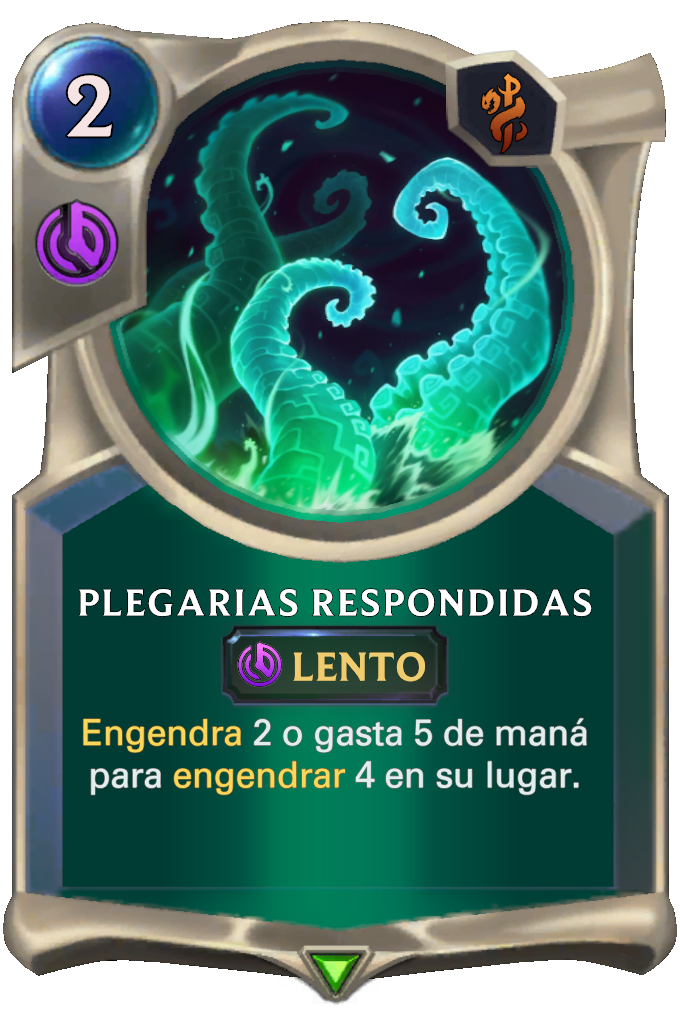 2
PLEGARIAS RESPONDIDAS
LENTO
Engendra 2 o gasta 5 de maná
para engendrar 4 en su lugar.